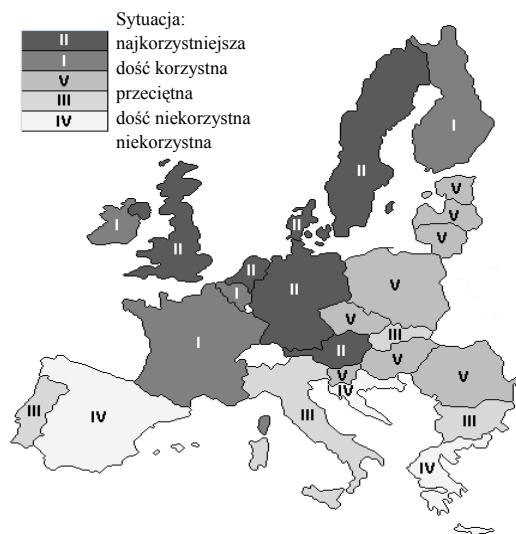 Sytuacja:
II najkorzystniejsza
I dość korzystna
V przeciętna
III dość niekorzystna
IV niekorzystna
I
II
II
V
V
V
I
II
II
I
II
V
I
V
III
II
V
V
V
IV
III
IV
III
III
IV